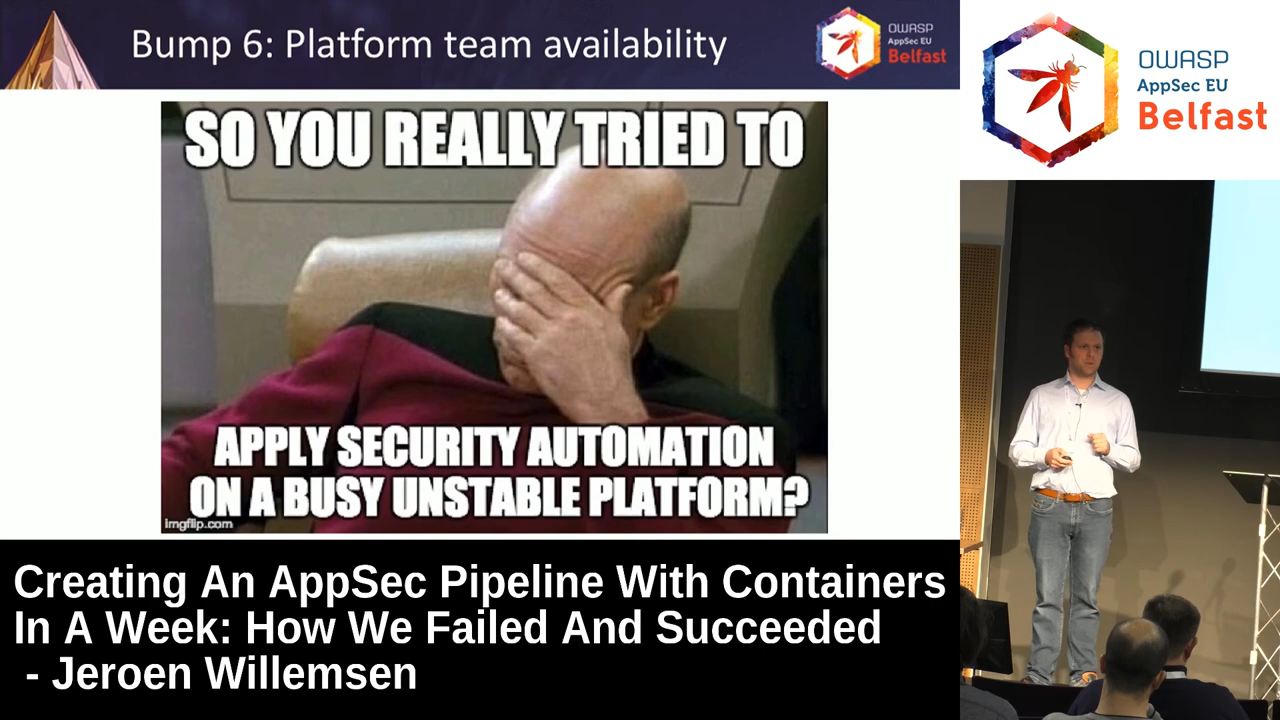 Bump 6: Platform team availability
OWASP
AppSec EU
Belfast
SO YOU REALLY TRIED TO
APPLY SECURITY AUTOMATION
ON A BUSY UNSTABLE PLATFORM?
imgflip.com
OWASP
AppSec EU
Belfast
Creating An AppSec Pipeline With Containers
In A Week: How We Failed And Succeeded
- Jeroen Willemsen